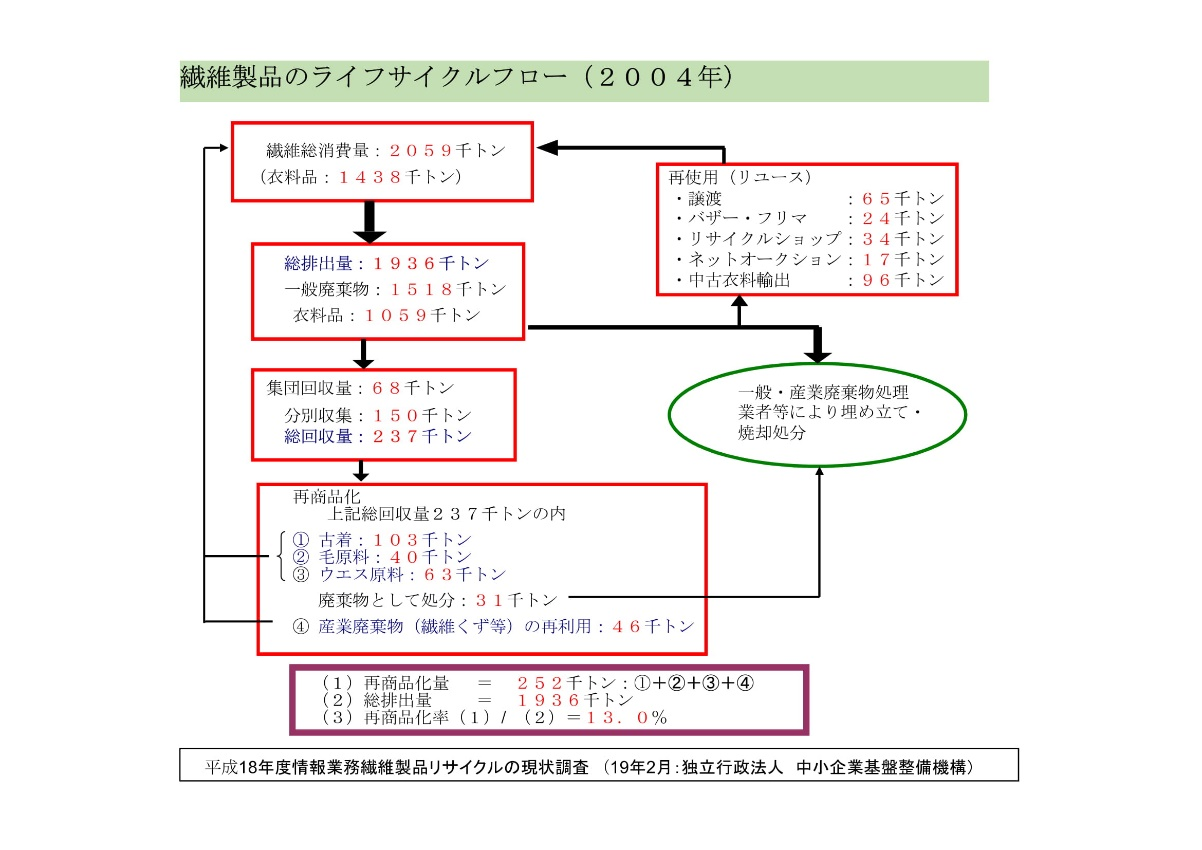 繊維製品のライフサイクルフロー（２００４年）
繊維総消費量：２０５９千トン
（衣料品：１４３８千トン）
総排出量：１９３６千トン
一般廃棄物：１５１８千トン
衣料品：１０５９千トン
集団回収量：６８千トン
分別収集：１５０千トン
総回収量：２３７千トン
再商品化
上記総回収量２３７千トンの内
① 古着：１０３千トン
② 毛原料：４０千トン
③ ウエス原料：６３千トン
廃棄物として処分：３１千トン
④ 産業廃棄物（繊維くず等）の再利用：４６千トン
再使用（リユース）
・譲渡　　　　　　　：６５千トン
・バザー・フリマ　　：２４千トン
・リサイクルショップ：３４千トン
・ネットオークション：１７千トン
・中古衣料輸出　　　：９６千トン
一般・産業廃棄物処理
業者等により埋め立て・
焼却処分
（１）再商品化量　＝　２５２千トン：①＋②＋③＋④
（２）総排出量　　＝　１９３６千トン
（３）再商品化率（１）/　（２）＝１３．０％
平成18年度情報業務繊維製品リサイクルの現状調査　（19年2月：独立行政法人　中小企業基盤整備機構）